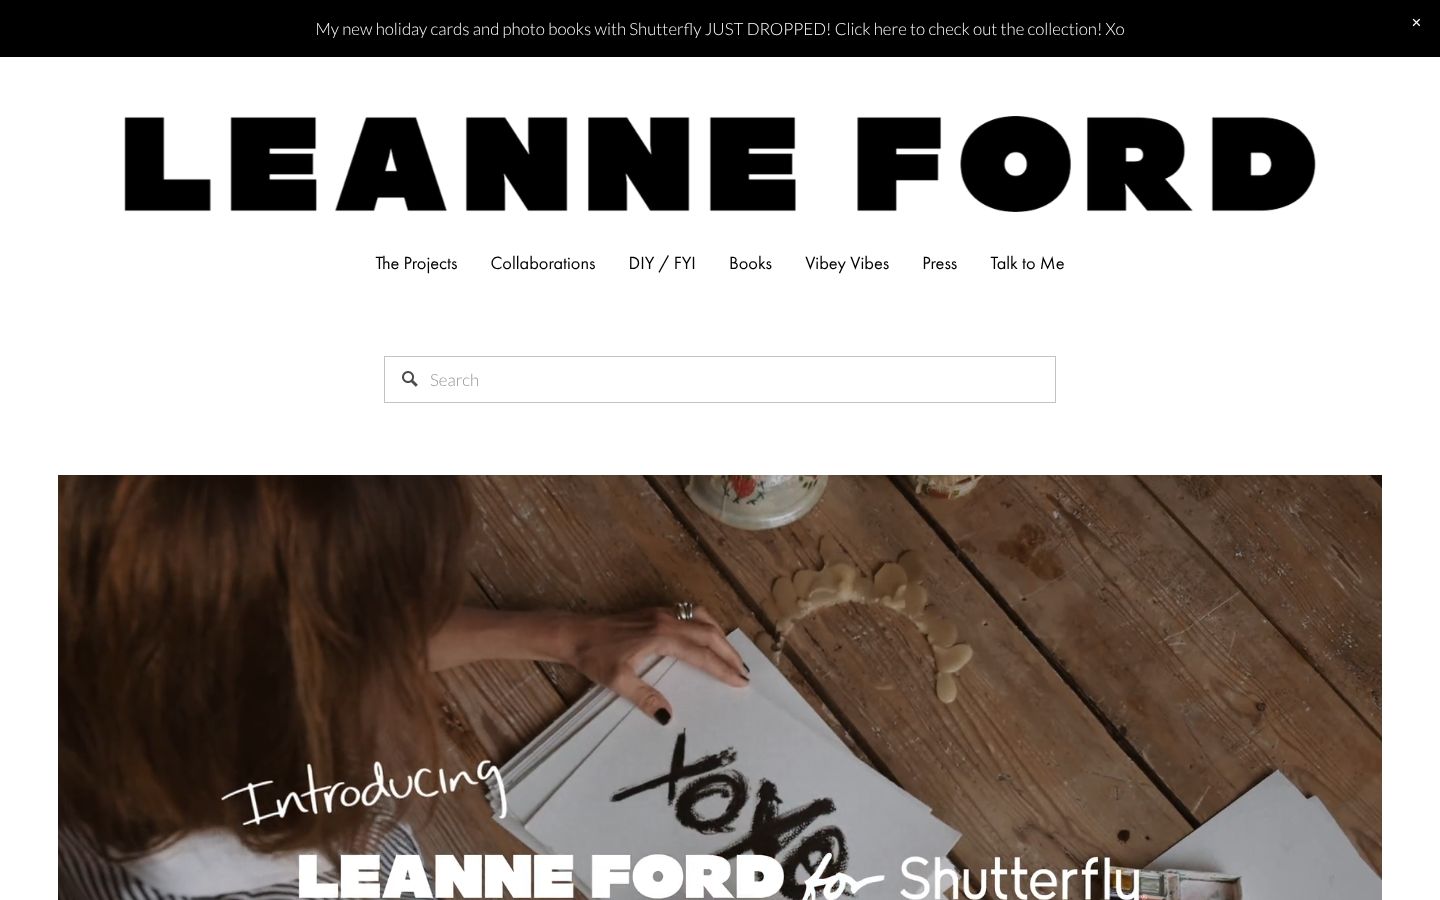 My new holiday cards and photo books with Shutterfly JUST DROPPED! Click here to check out the collection! Xo
×
LEANNE FORD
The Projects Collaborations DIY / FYI Books Vibey Vibes Press Talk to Me
Search
Introducing
XOXO
LEANNE FORD for Shutterfly